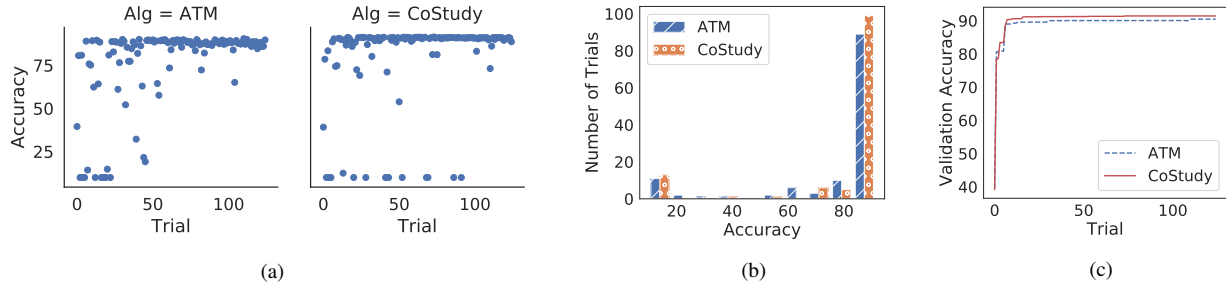 Alg = ATM
Alg = CoStudy
Accuracy
75
50
25
0
50
100
Trial
0
50
100
Trial
(a)
Number of Trials
100
80
60
40
20
0
ATM
CoStudy
20
40
60
80
Accuracy
(b)
Validation Accuracy
90
80
70
60
50
40
ATM
CoStudy
0
50
100
Trial
(c)